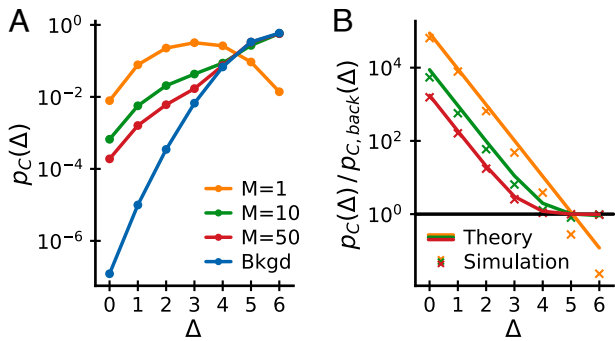 A
10^0
10^-2
10^-4
10^-6
p_C(Δ)
M=1
M=10
M=50
Bkgd
0 1 2 3 4 5 6
Δ
B
10^4
10^2
10^0
p_C(Δ) / p_{C, back}(Δ)
Theory
Simulation
0 1 2 3 4 5 6
Δ